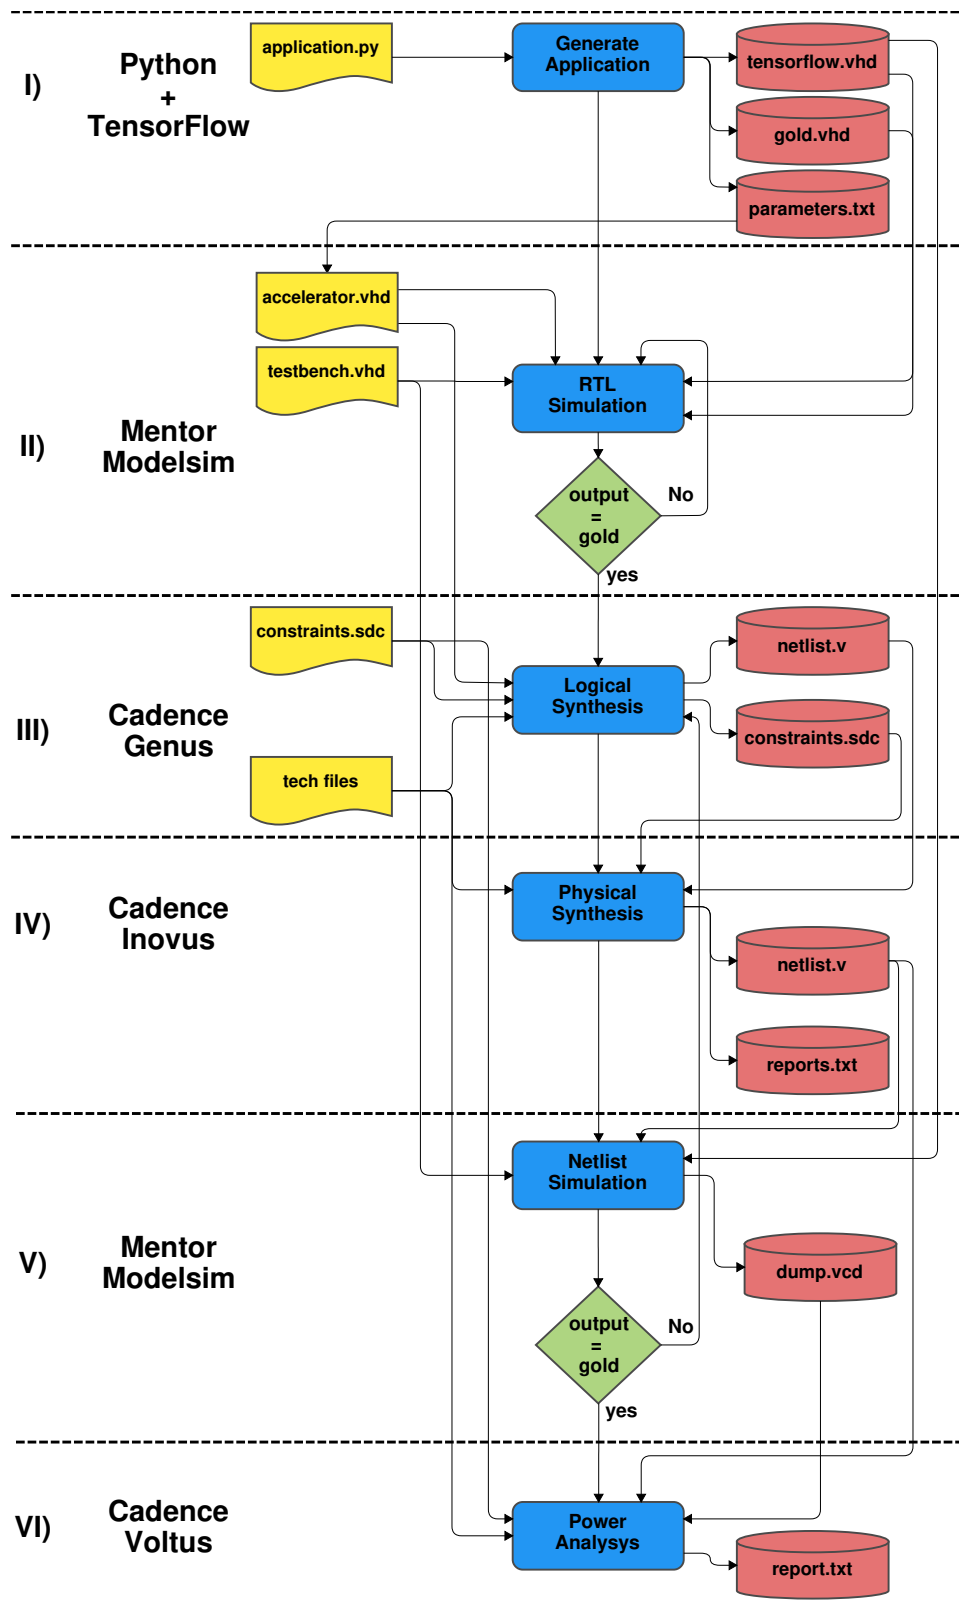 I)
Python
+
TensorFlow
application.py
Generate
Application
tensorflow.vhd
gold.vhd
parameters.txt
II)
Mentor
Modelsim
accelerator.vhd
testbench.vhd
RTL
Simulation
output
=
gold
No
yes
III)
Cadence
Genus
constraints.sdc
tech files
Logical
Synthesis
netlist.v
constraints.sdc
IV)
Cadence
Inovus
Physical
Synthesis
netlist.v
reports.txt
V)
Mentor
Modelsim
Netlist
Simulation
dump.vcd
output
=
gold
No
yes
VI)
Cadence
Voltus
Power
Analysys
report.txt